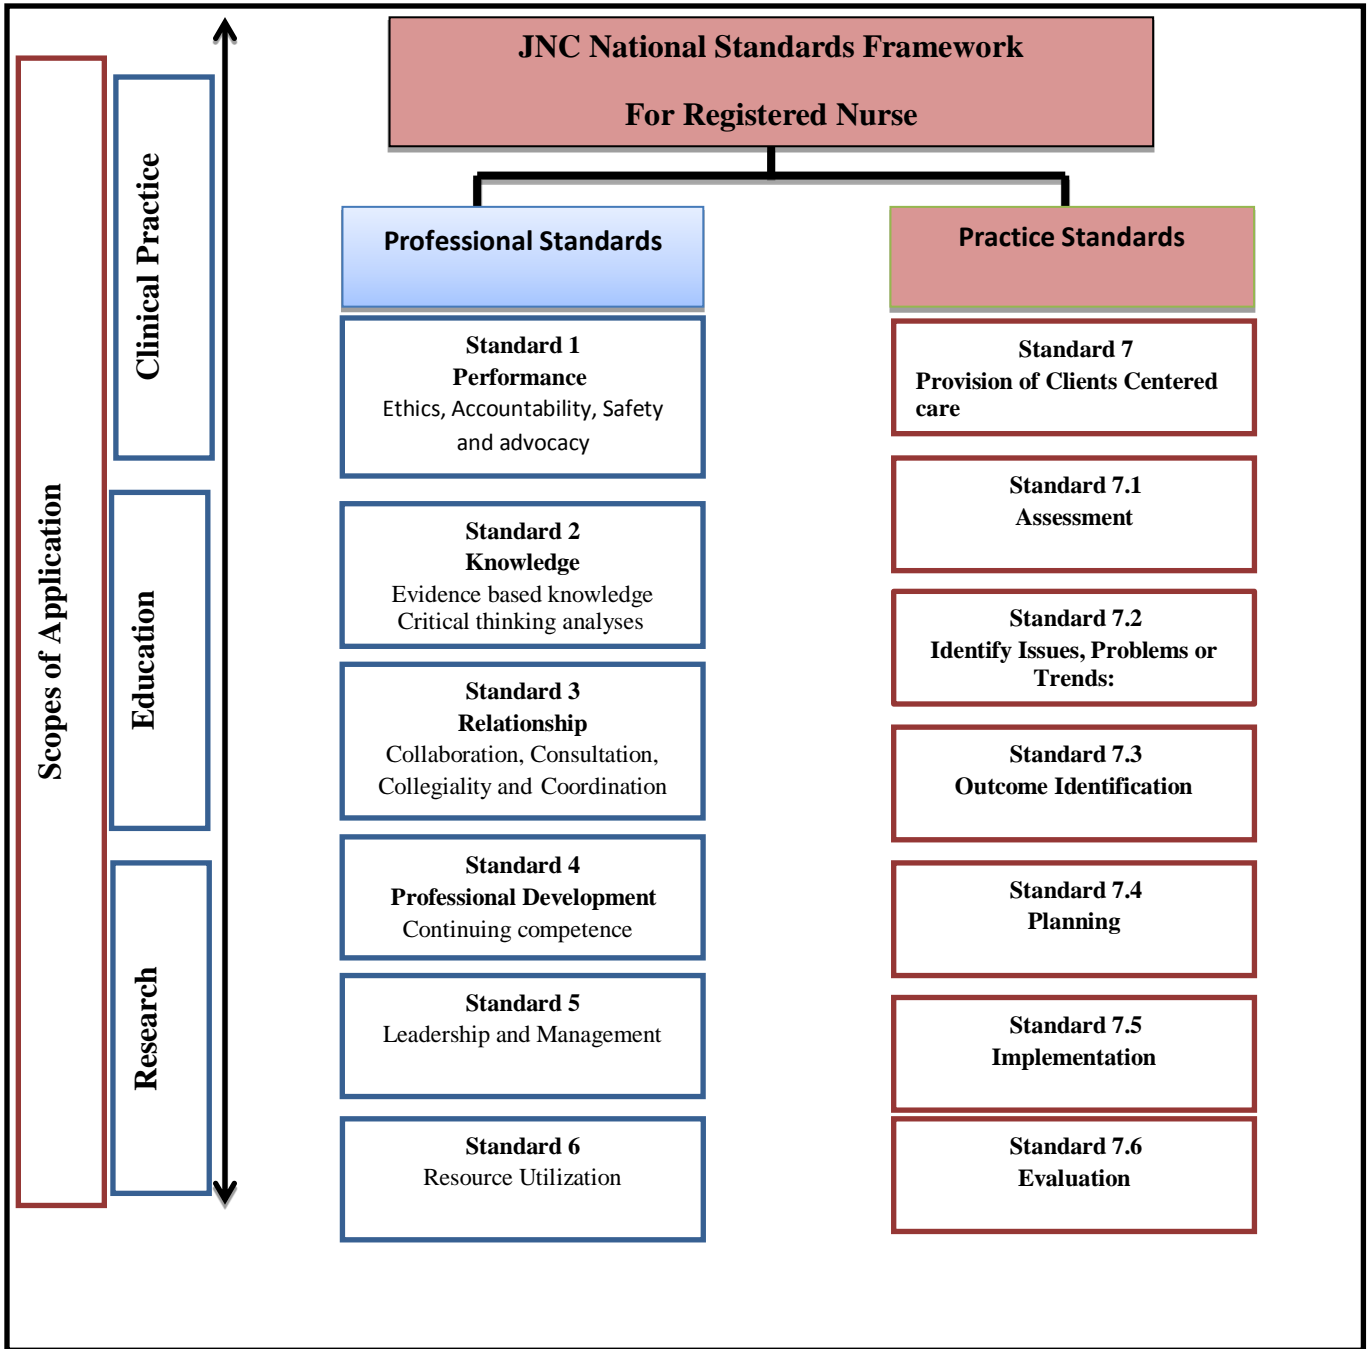 JNC National Standards Framework
For Registered Nurse
Scopes of Application
Clinical Practice
Education
Research
Professional Standards
Standard 1
Performance
Ethics, Accountability, Safety
and advocacy
Standard 2
Knowledge
Evidence based knowledge
Critical thinking analyses
Standard 3
Relationship
Collaboration, Consultation,
Collegiality and Coordination
Standard 4
Professional Development
Continuing competence
Standard 5
Leadership and Management
Standard 6
Resource Utilization
Practice Standards
Standard 7
Provision of Clients Centered
care
Standard 7.1
Assessment
Standard 7.2
Identify Issues, Problems or
Trends:
Standard 7.3
Outcome Identification
Standard 7.4
Planning
Standard 7.5
Implementation
Standard 7.6
Evaluation